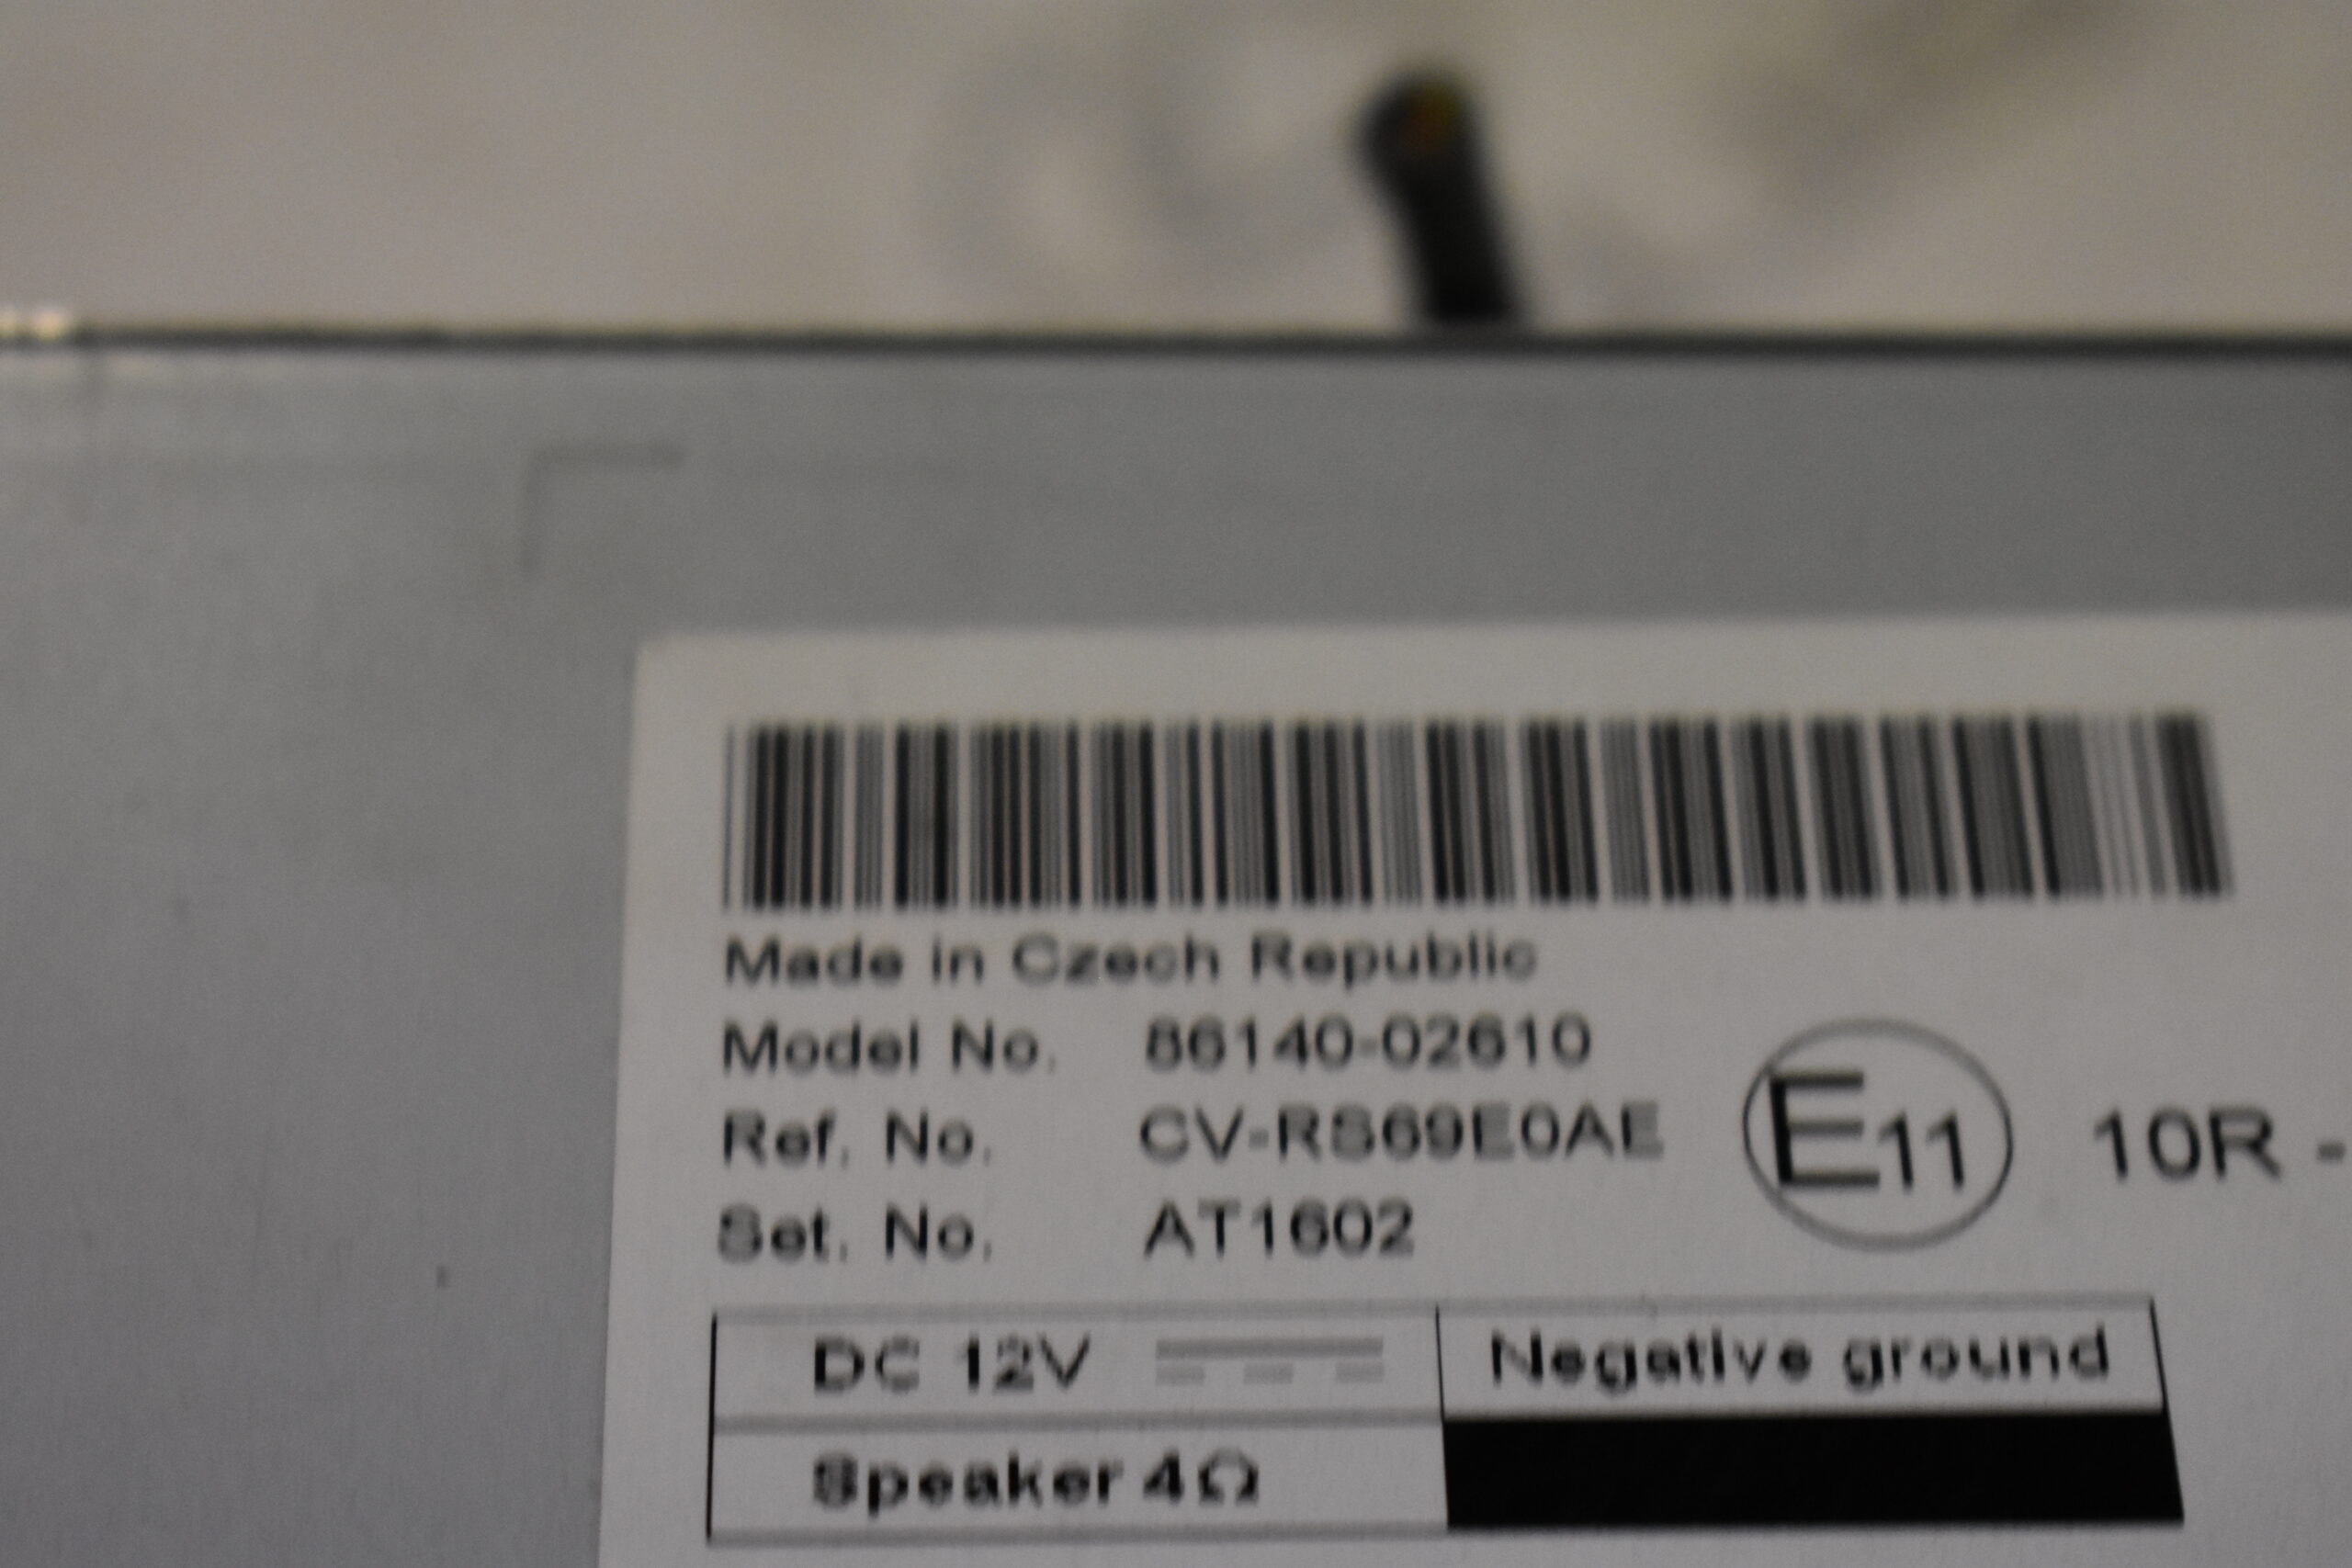 Made in Czech Republic
Model No. 86140-02610
Ref. No. CV-RS69E0AE
Set. No. AT1602
E11 10R -
DC 12V Negative ground
Speaker 4Ω